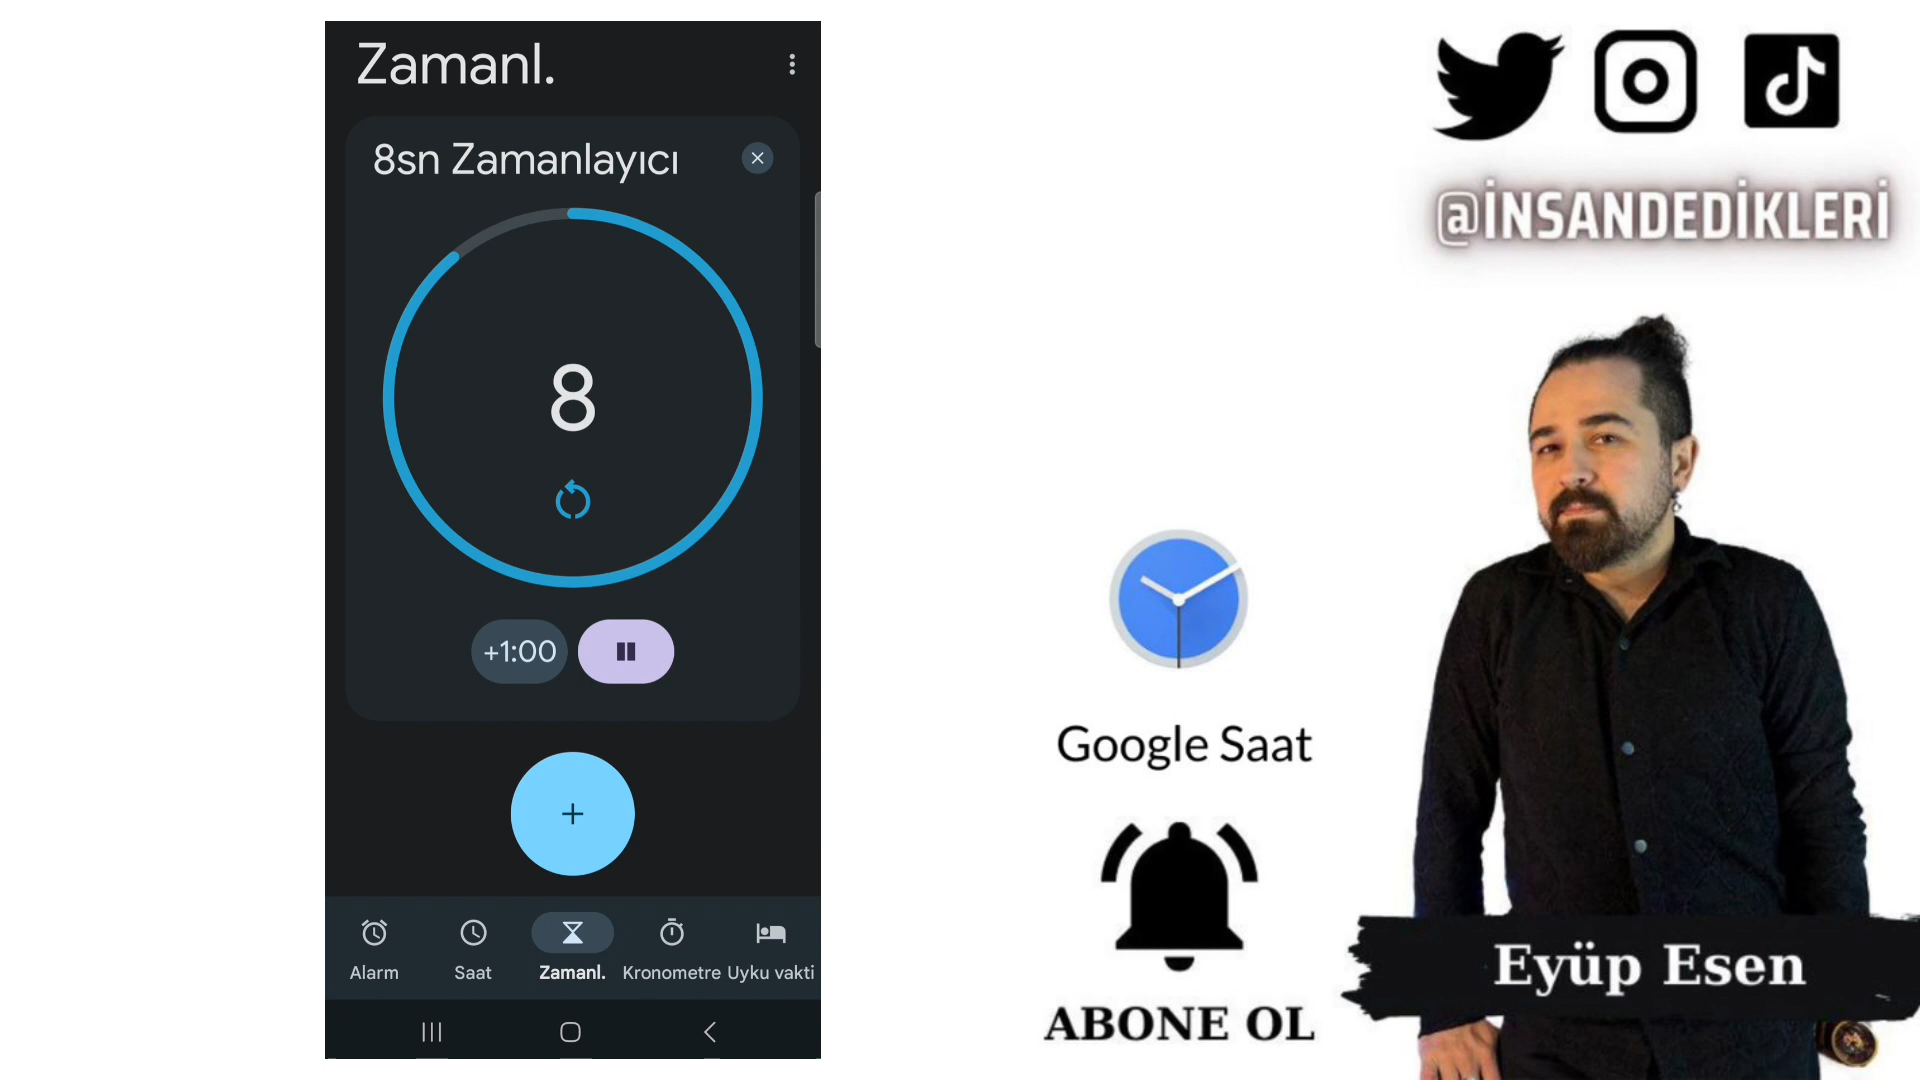 Zamanl.
8sn Zamanlayıcı
8
+1:00
Alarm Saat Zamanl. Kronometre Uyku vakti
@İNSANDEDİKLERİ
Google Saat
ABONE OL
Eyüp Esen